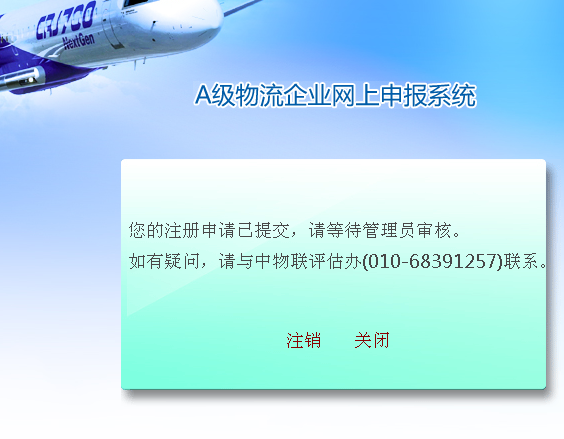 CRJ700
NextGen
A级物流企业网上申报系统
您的注册申请已提交，请等待管理员审核。
如有疑问，请与中物联评估办(010-68391257)联系。
注销 关闭